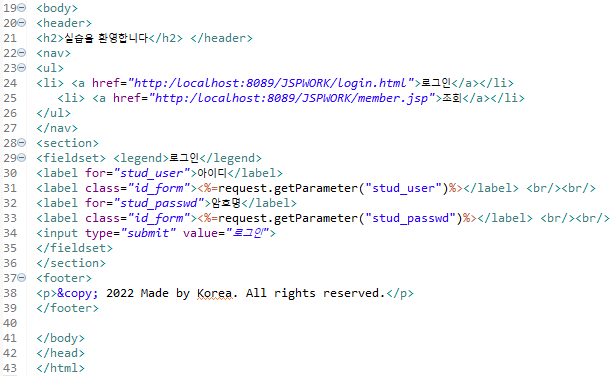 19 <body>
20 <header>
21 <h2>실습을 환영합니다</h2> </header>
22 <nav>
23 <ul>
24 <li> <a href="http:/localhost:8089/JSPWORK/login.html">로그인</a></li>
25 <li> <a href="http:/localhost:8089/JSPWORK/member.jsp">조회</a></li>
26 </ul>
27 </nav>
28 <section>
29 <fieldset> <legend>로그인</legend>
30 <label for="stud_user">아이디</label>
31 <label class="id_form"><%=request.getParameter("stud_user")%></label> <br/><br/>
32 <label for="stud_passwd">암호명</label>
33 <label class="id_form"><%=request.getParameter("stud_passwd")%></label> <br/><br/>
34 <input type="submit" value="로그인">
35 </fieldset>
36 </section>
37 <footer>
38 <p>&copy; 2022 Made by Korea. All rights reserved.</p>
39 </footer>
40
41 </body>
42 </head>
43 </html>